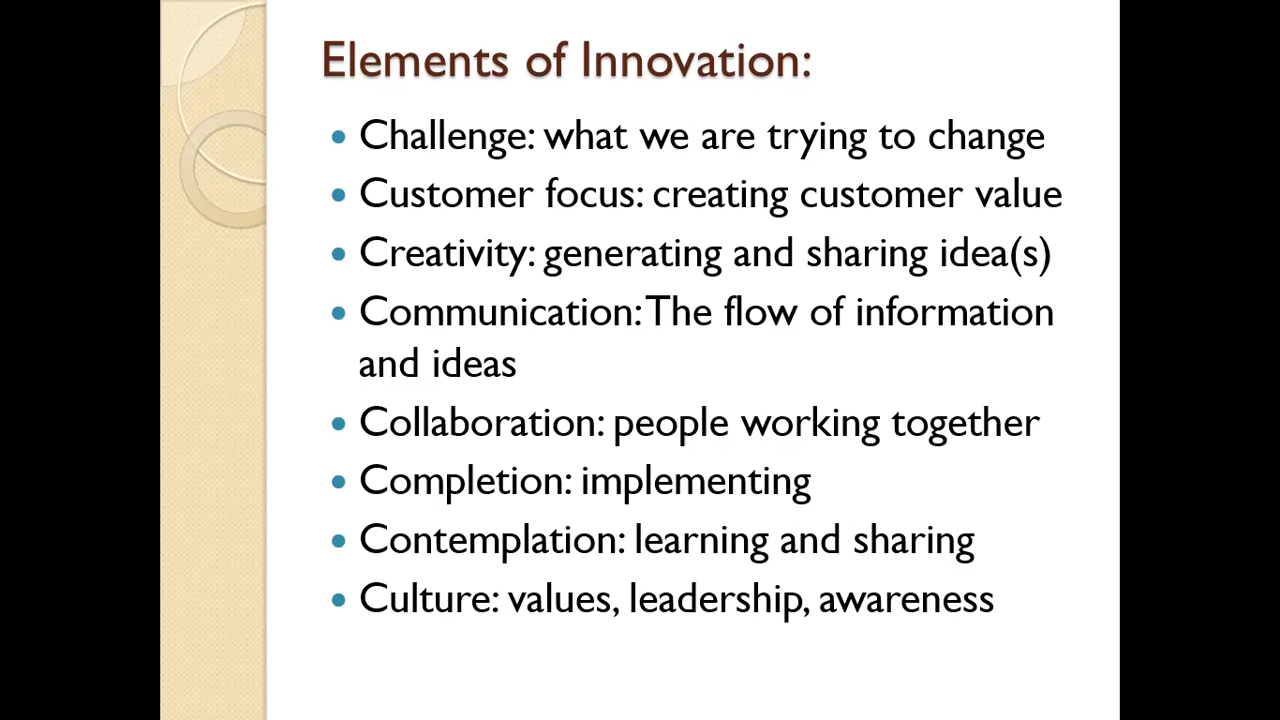 Elements of Innovation:
• Challenge: what we are trying to change
• Customer focus: creating customer value
• Creativity: generating and sharing idea(s)
• Communication: The flow of information
and ideas
• Collaboration: people working together
• Completion: implementing
• Contemplation: learning and sharing
• Culture: values, leadership, awareness